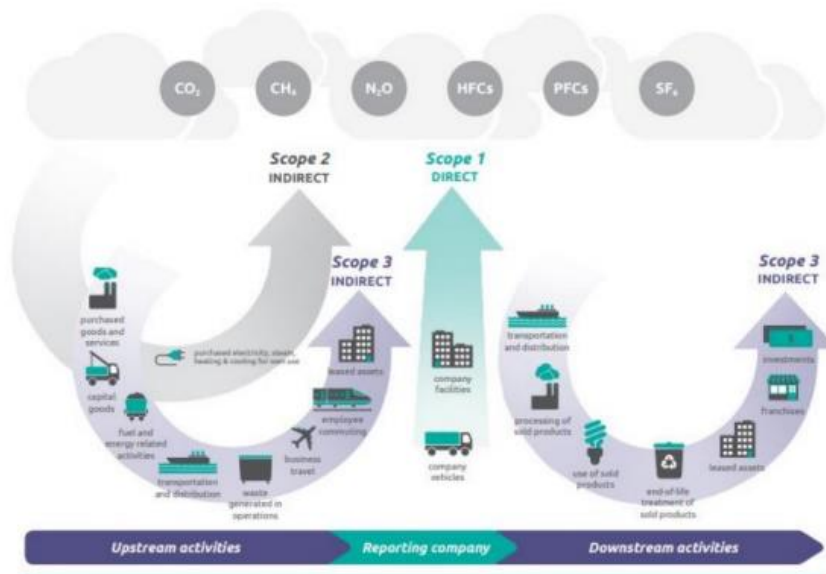 CO₂
CH₄
N₂O
HFCs
PFCs
SF₆
Scope 2
INDIRECT
Scope 1
DIRECT
Scope 3
INDIRECT
Scope 3
INDIRECT
purchased
goods and
services
capital
goods
fuel and
energy related
activities
transportation
and distribution
waste
generated in
operations
business
travel
employee
commuting
leased assets
purchased electricity, steam,
heating & cooling for own use
company
facilities
company
vehicles
transportation
and distribution
processing of
sold products
use of sold
products
end-of-life
treatment of
sold products
leased assets
franchises
investments
Upstream activities
Reporting company
Downstream activities